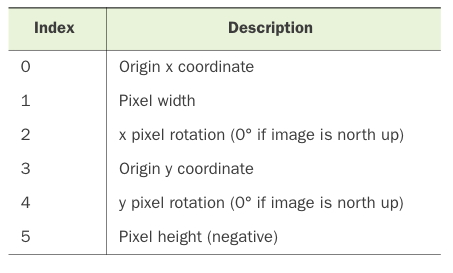 Index Description
0 Origin x coordinate
1 Pixel width
2 x pixel rotation (0° if image is north up)
3 Origin y coordinate
4 y pixel rotation (0° if image is north up)
5 Pixel height (negative)